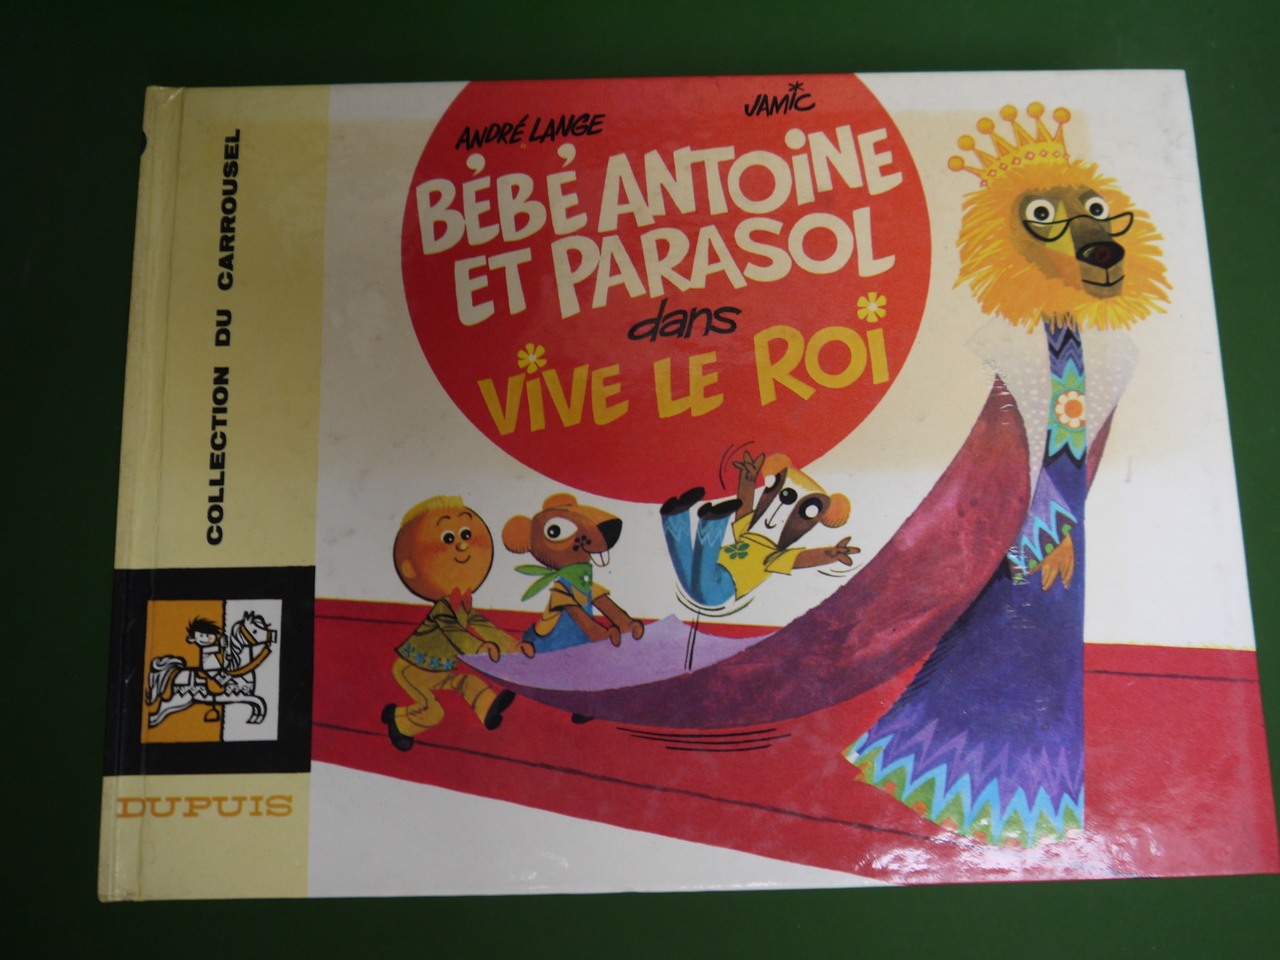 ANDRÉ LANGE
JAMIC
BÉBÉ ANTOINE
ET PARASOL
dans
VIVE LE ROI
COLLECTION DU CARROUSEL
DUPUIS